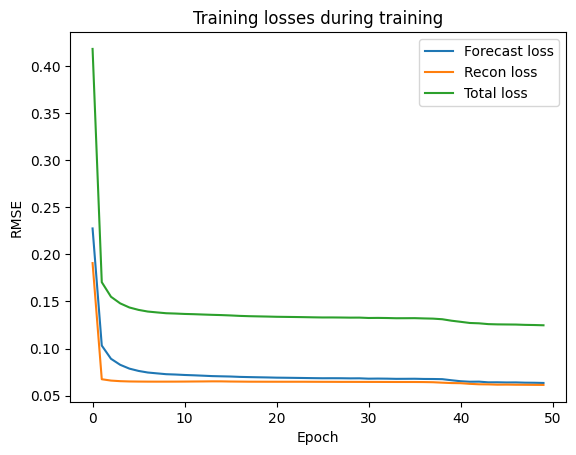 Training losses during training
Forecast loss
Recon loss
Total loss
RMSE
0.40
0.35
0.30
0.25
0.20
0.15
0.10
0.05
0 10 20 30 40 50
Epoch